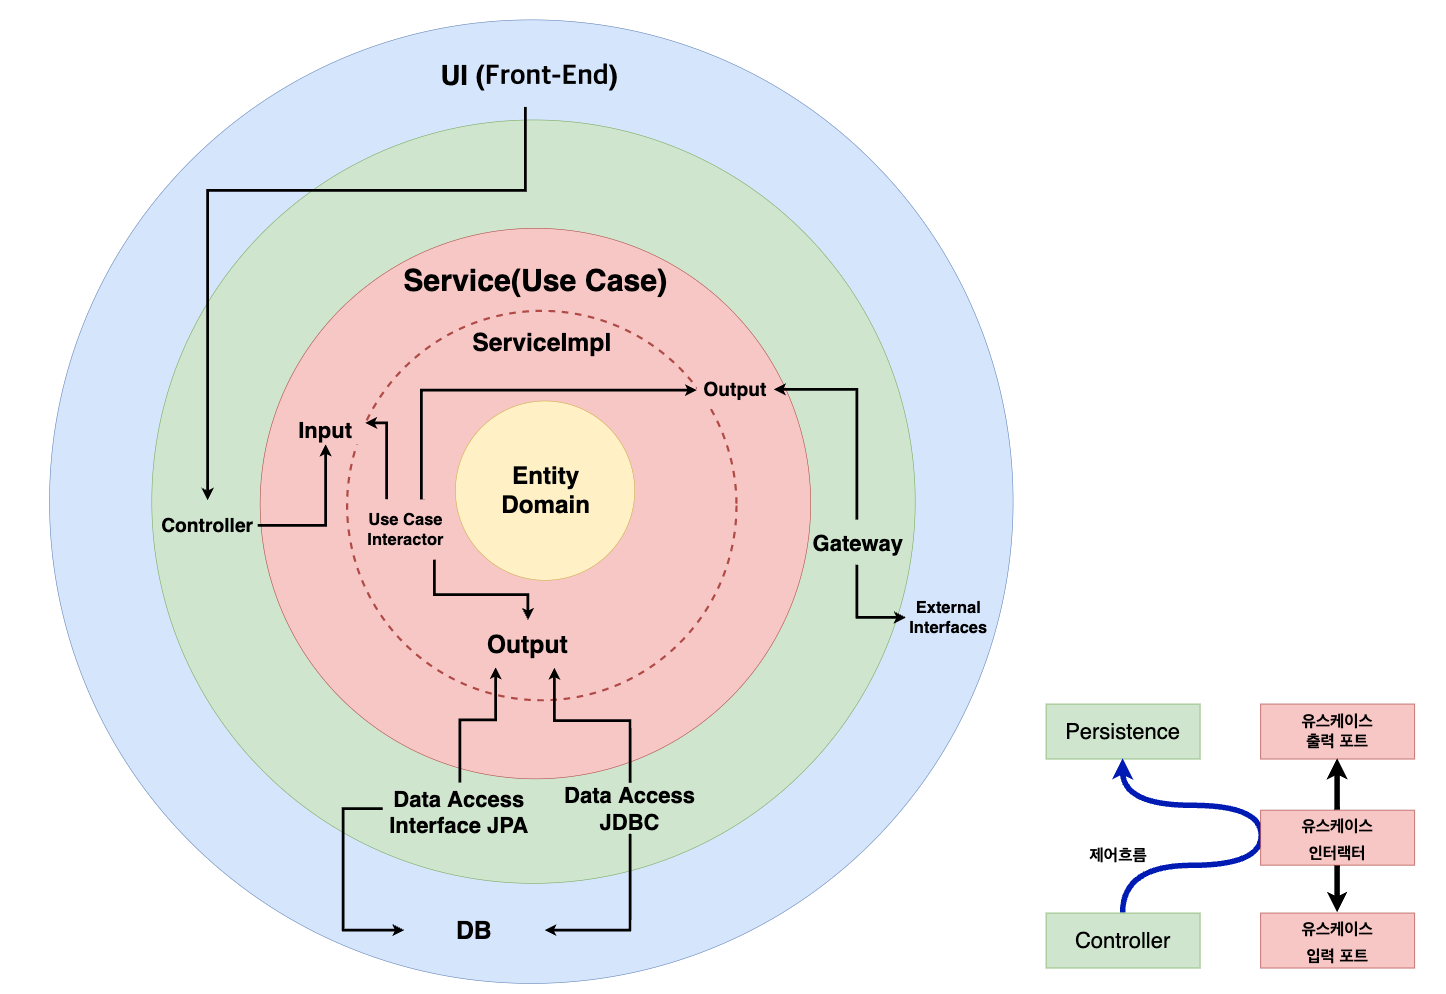 UI (Front-End)
Service(Use Case)
ServiceImpl
Output
Input
Entity
Domain
Use Case
Interactor
Controller
Gateway
External
Interfaces
Output
Data Access
Interface JPA
Data Access
JDBC
DB
Persistence
유스케이스
출력 포트
유스케이스
인터랙터
제어흐름
Controller
유스케이스
입력 포트